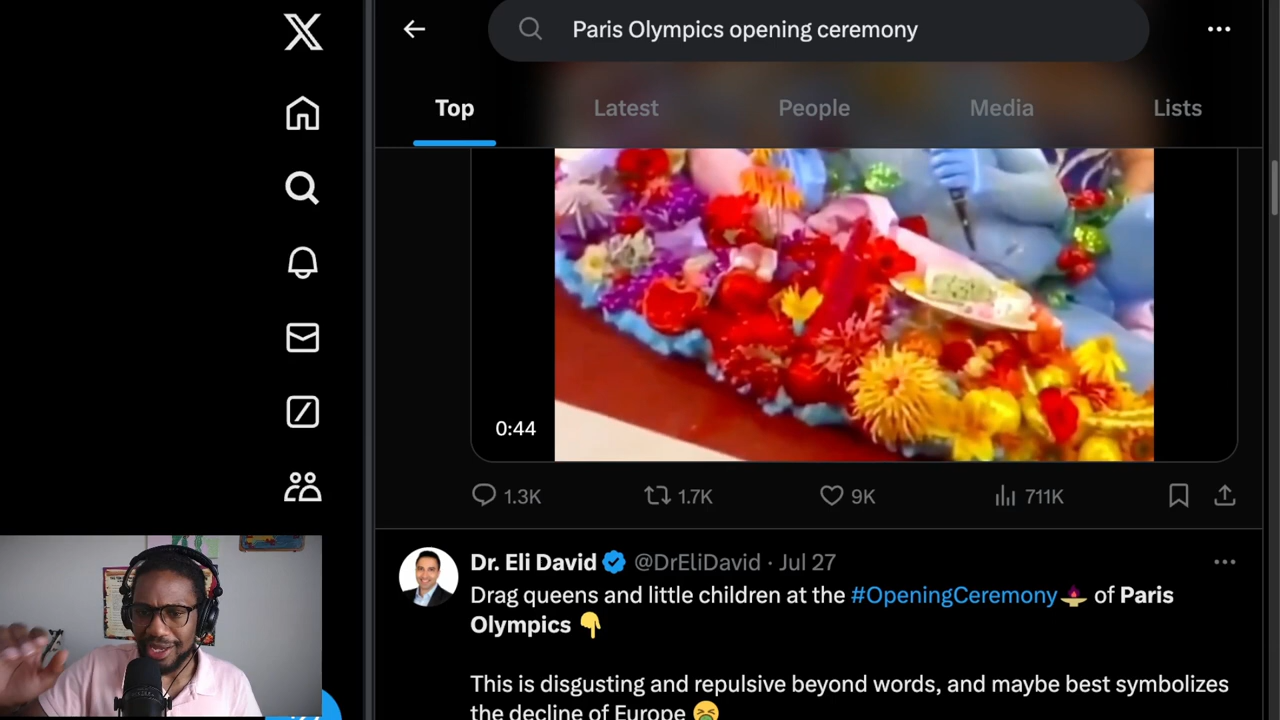 Paris Olympics opening ceremony
Top Latest People Media Lists
0:44
1.3K 1.7K 9K 711K
Dr. Eli David @DrEliDavid · Jul 27
Drag queens and little children at the #OpeningCeremony of Paris
Olympics 👇
This is disgusting and repulsive beyond words, and maybe best symbolizes
the decline of Europe 🤮